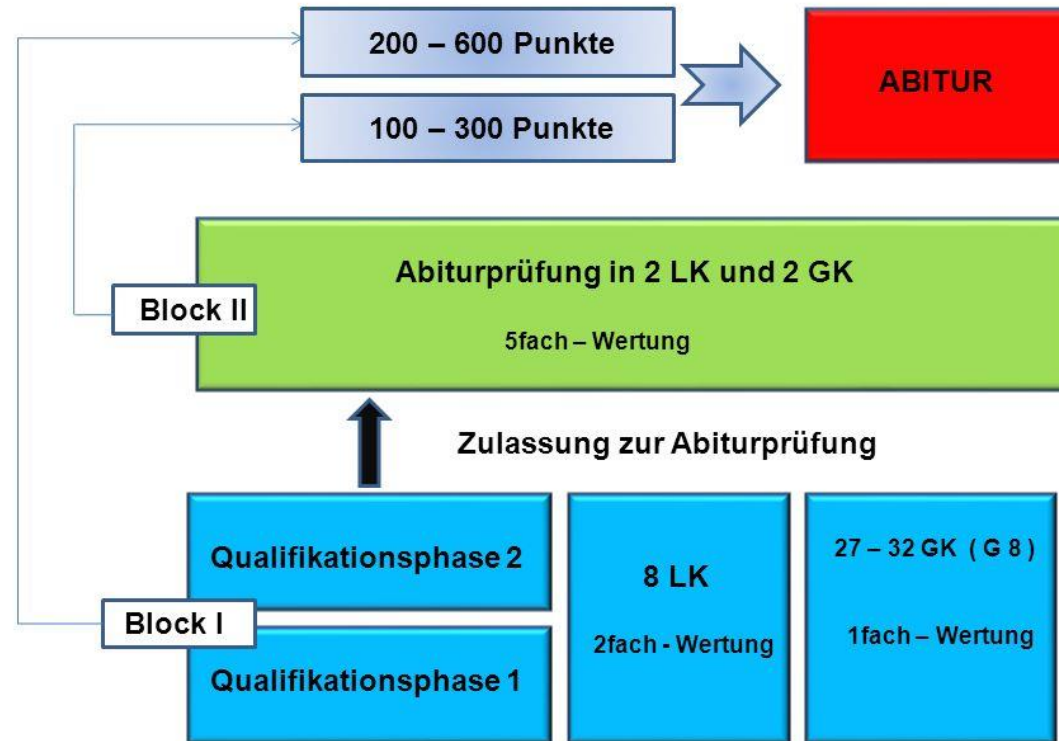 200 – 600 Punkte
100 – 300 Punkte
ABITUR
Abiturprüfung in 2 LK und 2 GK
5fach – Wertung
Block II
Zulassung zur Abiturprüfung
Qualifikationsphase 2
Block I
Qualifikationsphase 1
8 LK
2fach - Wertung
27 – 32 GK ( G 8 )
1fach – Wertung